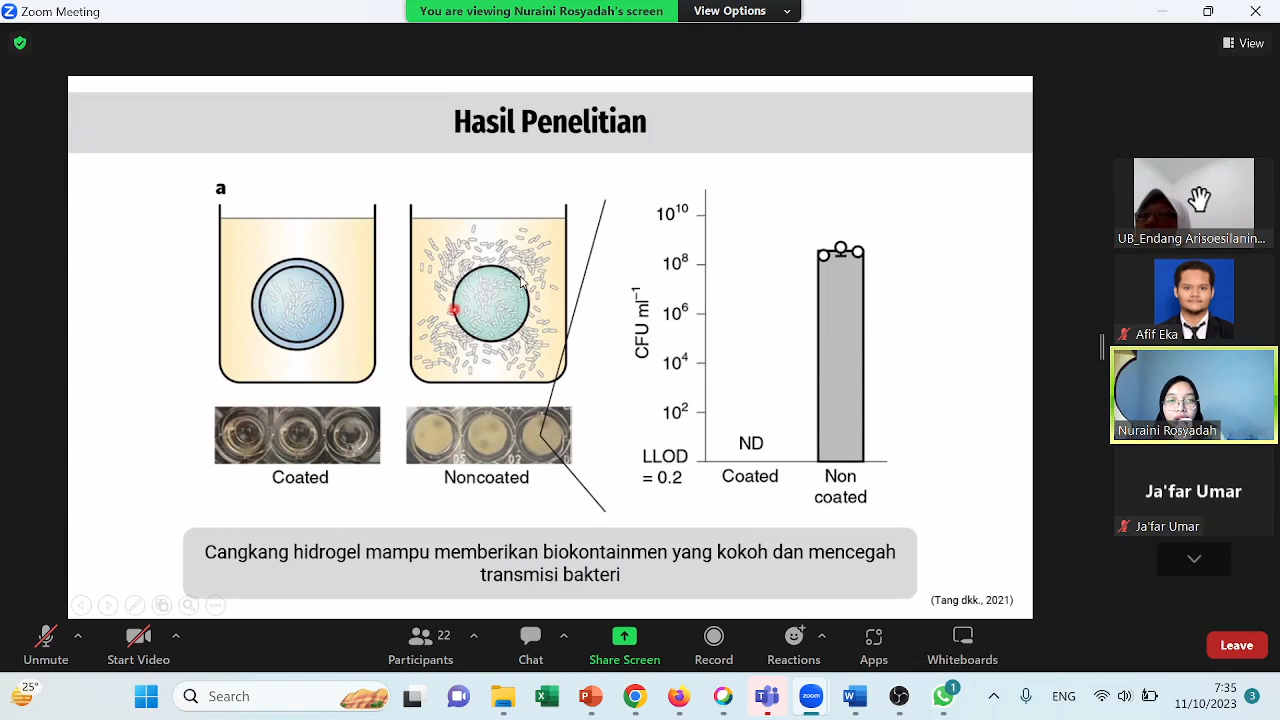 Zoom Meeting
You are viewing Nuraini Rosyadah's screen
View Options
View
Hasil Penelitian
a
10¹⁰
10⁸
10⁶
10⁴
10²
CFU ml⁻¹
LLOD
= 0.2
ND
Coated
Non
coated
Coated
Noncoated
Cangkang hidrogel mampu memberikan biokontainmen yang kokoh dan mencegah
transmisi bakteri
(Tang dkk., 2021)
UB_Endang Arisoesilanin...
Afif Eka
Nuraini Rosyadah
Ja'far Umar
Ja'far Umar
Unmute
Start Video
22
Participants
Chat
Share Screen
Record
Reactions
Apps
Whiteboards
Leave
25°
Search
zoom
1
ENG
7:35
11/10/2023
3